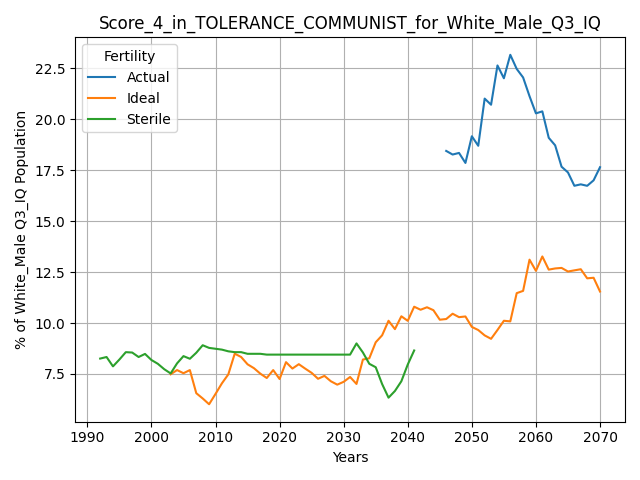 Score_4_in_TOLERANCE_COMMUNIST_for_White_Male_Q3_IQ
Fertility
Actual
Ideal
Sterile
% of White_Male Q3_IQ Population
22.5
20.0
17.5
15.0
12.5
10.0
7.5
1990 2000 2010 2020 2030 2040 2050 2060 2070
Years